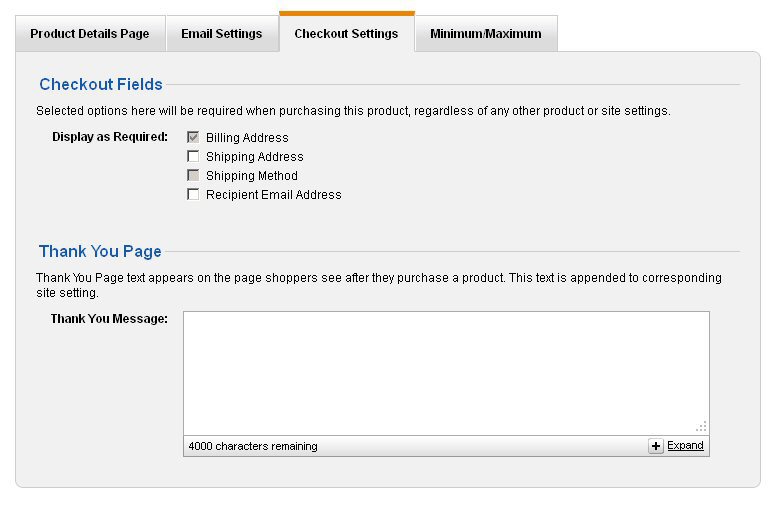 Product Details Page Email Settings Checkout Settings Minimum/Maximum
Checkout Fields
Selected options here will be required when purchasing this product, regardless of any other product or site settings.
Display as Required: Billing Address
Shipping Address
Shipping Method
Recipient Email Address
Thank You Page
Thank You Page text appears on the page shoppers see after they purchase a product. This text is appended to corresponding
site setting.
Thank You Message:
4000 characters remaining Expand